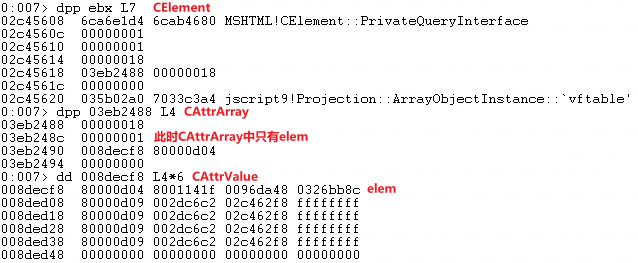 0:007> dpp ebx L7 CElement
02c45608 6ca6e1d4 6cab4680 MSHTML!CElement::PrivateQueryInterface
02c4560c 00000001
02c45610 00000001
02c45614 00000018
02c45618 03eb2488 00000018
02c4561c 00000000
02c45620 035b02a0 7033c3a4 jscript9!Projection::ArrayObjectInstance::`vftable'
0:007> dpp 03eb2488 L4 CAttrArray
03eb2488 00000018
03eb248c 00000001 此时CAttrArray中只有elem
03eb2490 008decf8 80000d04
03eb2494 00000000
0:007> dd 008decf8 L4*6 CAttrValue
008decf8 80000d04 8001141f 0096da48 0326bb8c elem
008ded08 80000d09 002dc6c2 02c462f8 ffffffff
008ded18 80000d09 002dc6c2 02c462f8 ffffffff
008ded28 80000d09 002dc6c2 02c462f8 ffffffff
008ded38 80000d09 002dc6c2 02c462f8 ffffffff
008ded48 00000000 00000000 00000000 00000000